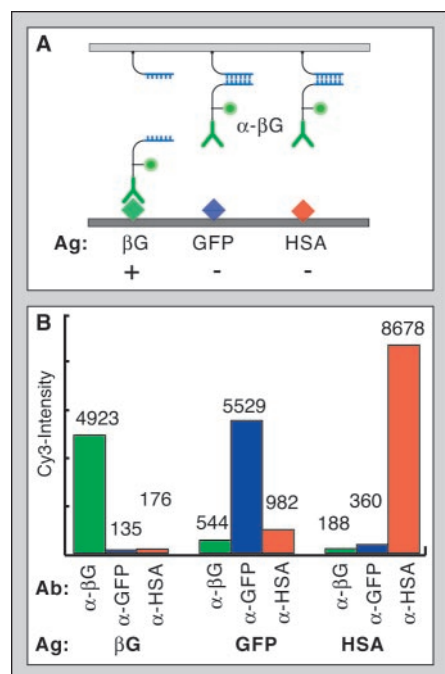 A
α-βG
Ag: βG GFP HSA
+ - -
B
Cy3-Intensity
4923 135 176 544 5529 982 188 360 8678
Ab: α-βG α-GFP α-HSA α-βG α-GFP α-HSA α-βG α-GFP α-HSA
Ag: βG GFP HSA